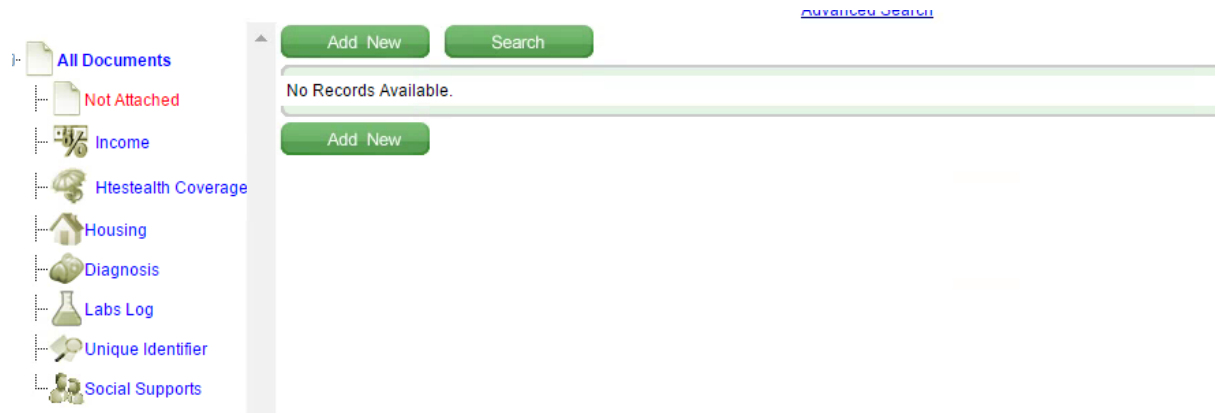 Advanced Search
All Documents
Not Attached
Income
Htestealth Coverage
Housing
Diagnosis
Labs Log
Unique Identifier
Social Supports
Add New Search
No Records Available.
Add New